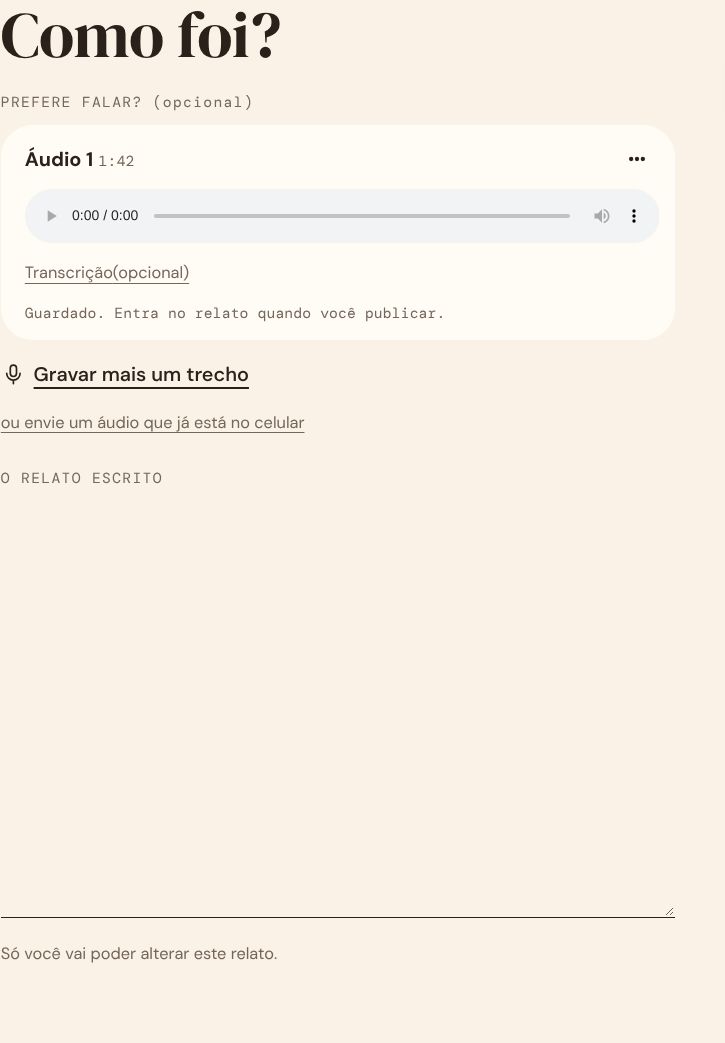 Como foi?
PREFERE FALAR? (opcional)
Áudio 1 1:42
0:00 / 0:00
Transcrição(opcional)
Guardado. Entra no relato quando você publicar.
Gravar mais um trecho
ou envie um áudio que já está no celular
O RELATO ESCRITO
Só você vai poder alterar este relato.